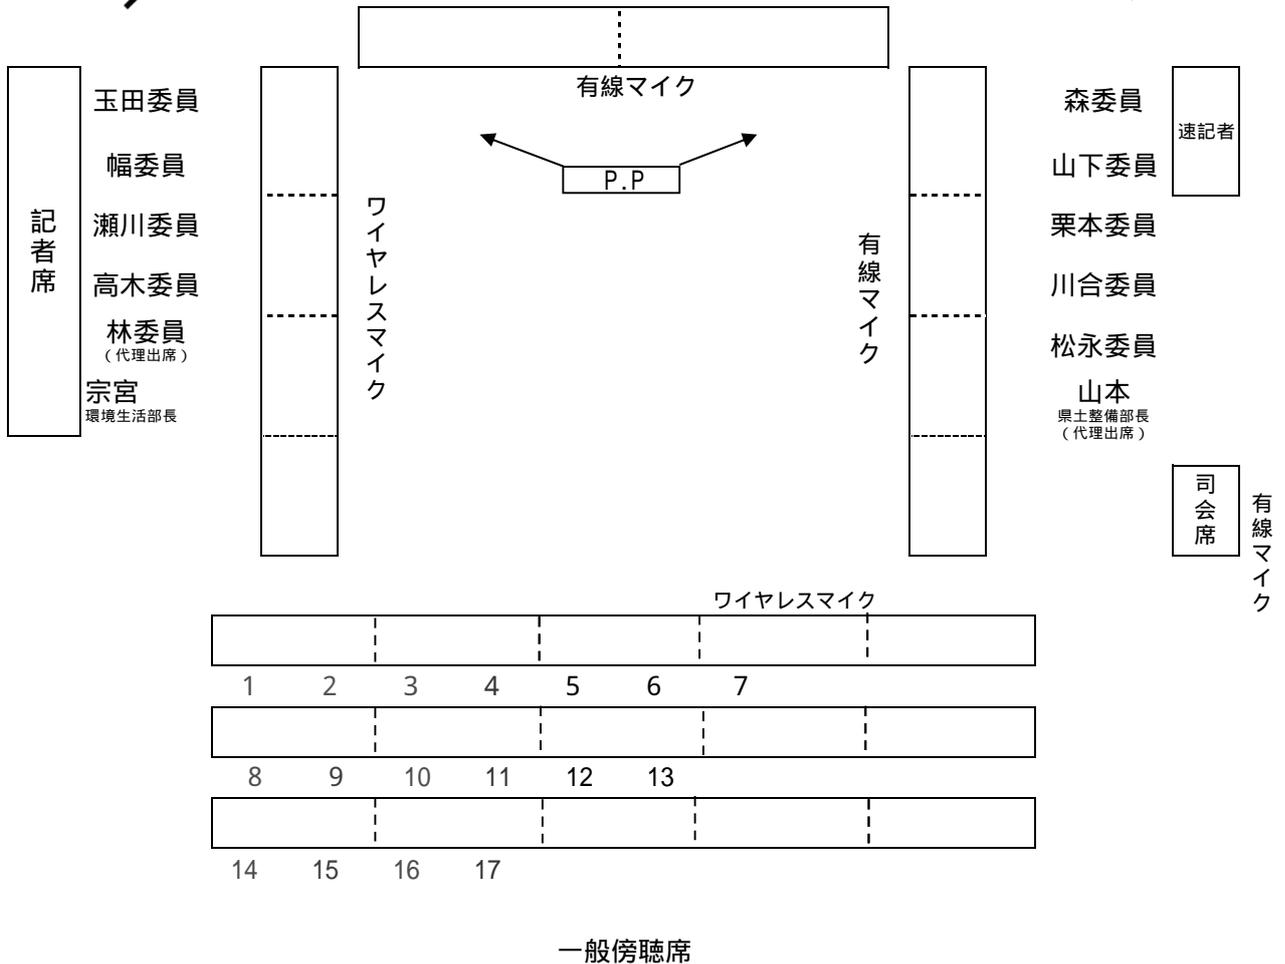 有線マイク
玉田委員
幅委員
瀬川委員
高木委員
林委員
（代理出席）
宗宮
環境生活部長
記者席
ワイヤレスマイク
P.P
有線マイク
森委員
山下委員
栗本委員
川合委員
松永委員
山本
県土整備部長
（代理出席）
速記者
司会席
有線マイク
ワイヤレスマイク
1 2 3 4 5 6 7
8 9 10 11 12 13
14 15 16 17
一般傍聴席